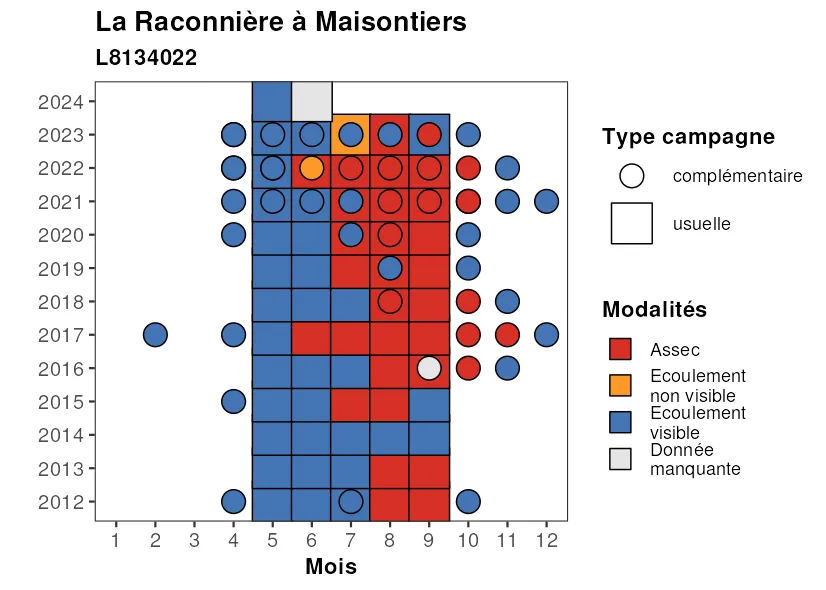 La Raconnière à Maisontiers
L8134022
2024
2023
2022
2021
2020
2019
2018
2017
2016
2015
2014
2013
2012
1 2 3 4 5 6 7 8 9 10 11 12
Mois
Type campagne
complémentaire
usuelle
Modalités
Assec
Ecoulement
non visible
Ecoulement
visible
Donnée
manquante